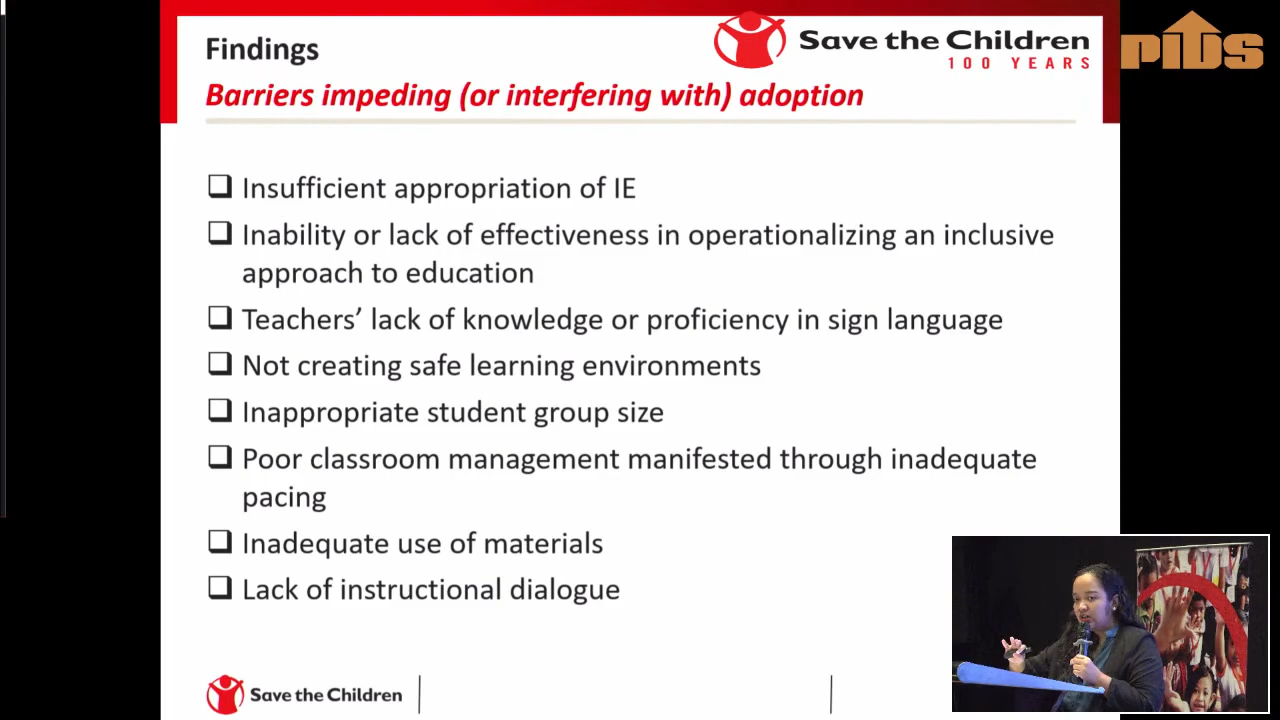 Findings
Save the Children
100 YEARS
PIDS
Barriers impeding (or interfering with) adoption
❑ Insufficient appropriation of IE
❑ Inability or lack of effectiveness in operationalizing an inclusive
approach to education
❑ Teachers’ lack of knowledge or proficiency in sign language
❑ Not creating safe learning environments
❑ Inappropriate student group size
❑ Poor classroom management manifested through inadequate
pacing
❑ Inadequate use of materials
❑ Lack of instructional dialogue
Save the Children